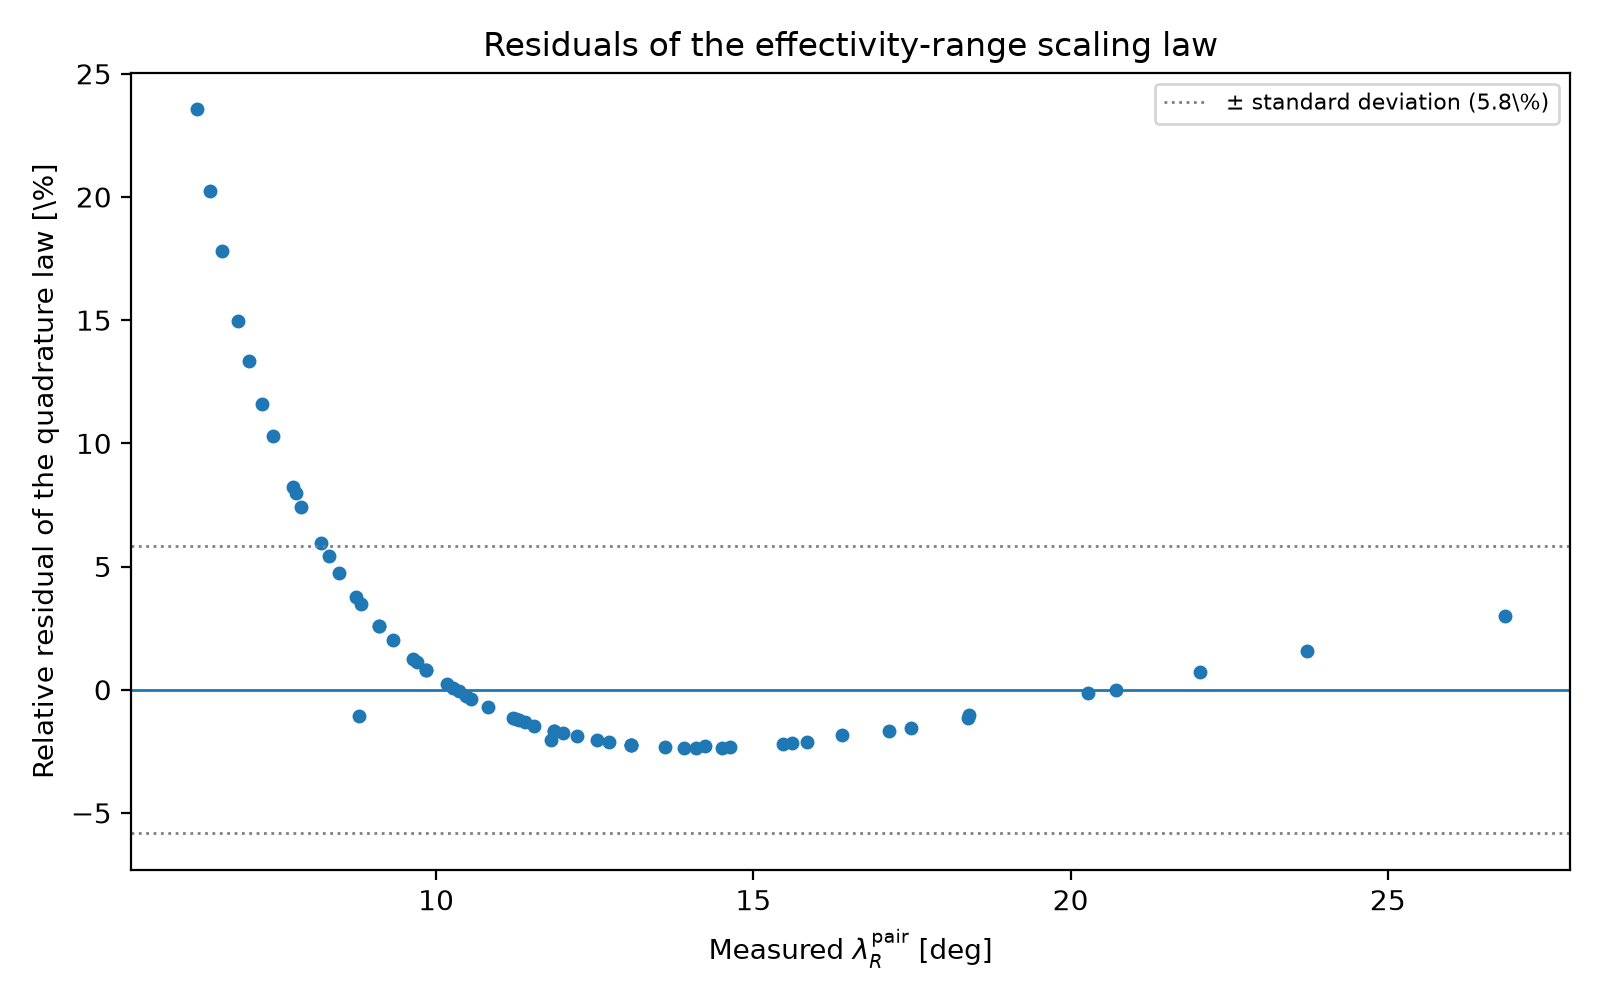 Residuals of the effectivity-range scaling law
Relative residual of the quadrature law [\%]
25
20
15
10
5
0
−5
± standard deviation (5.8\%)
10 15 20 25
Measured λ_R^pair [deg]